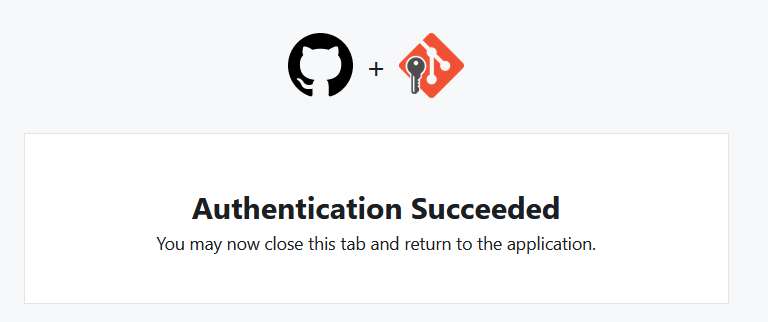 +
Authentication Succeeded
You may now close this tab and return to the application.